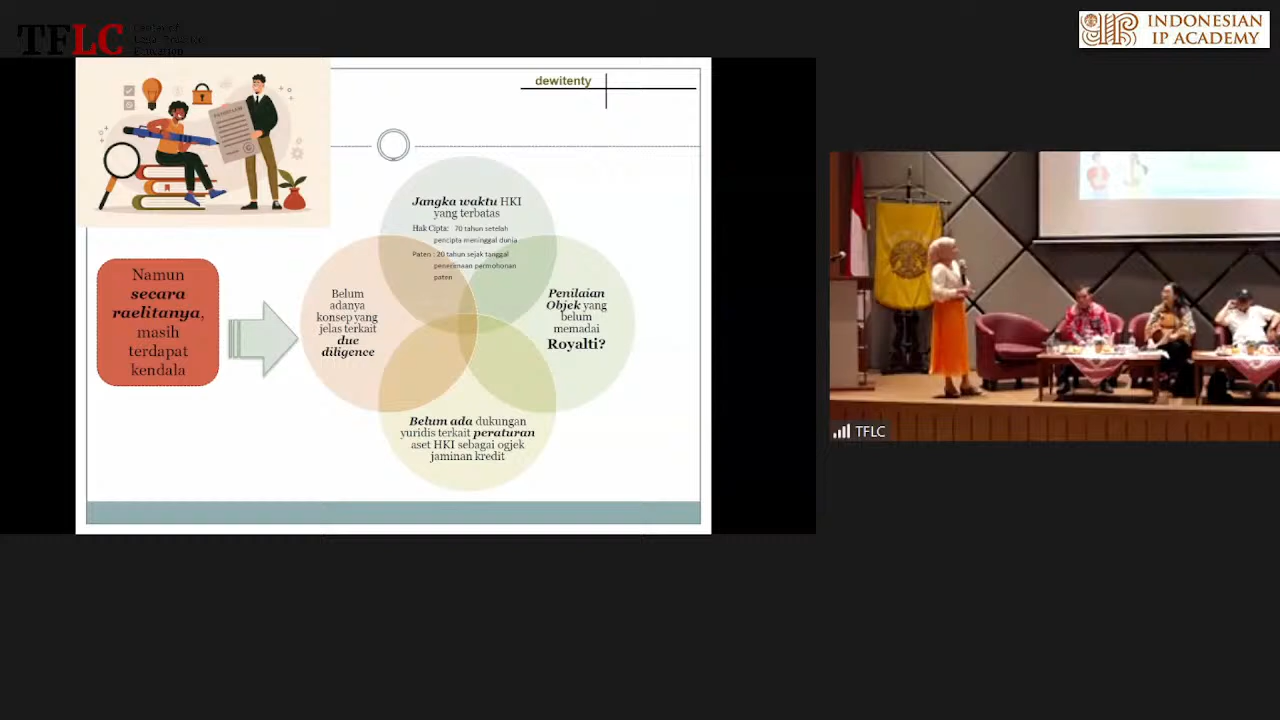 TFLC
INDONESIAN
IP ACADEMY
dewitenty
Jangka waktu HKI
yang terbatas
Hak Cipta: 70 tahun setelah
pencipta meninggal dunia
Paten : 20 tahun sejak tanggal
penerimaan permohonan
paten
Namun
secara
raelitanya,
masih
terdapat
kendala
Belum
adanya
konsep yang
jelas terkait
due
diligence
Penilaian
Objek yang
belum
memadai
Royalti?
Belum ada dukungan
yuridis terkait peraturan
aset HKI sebagai ogjek
jaminan kredit
TFLC